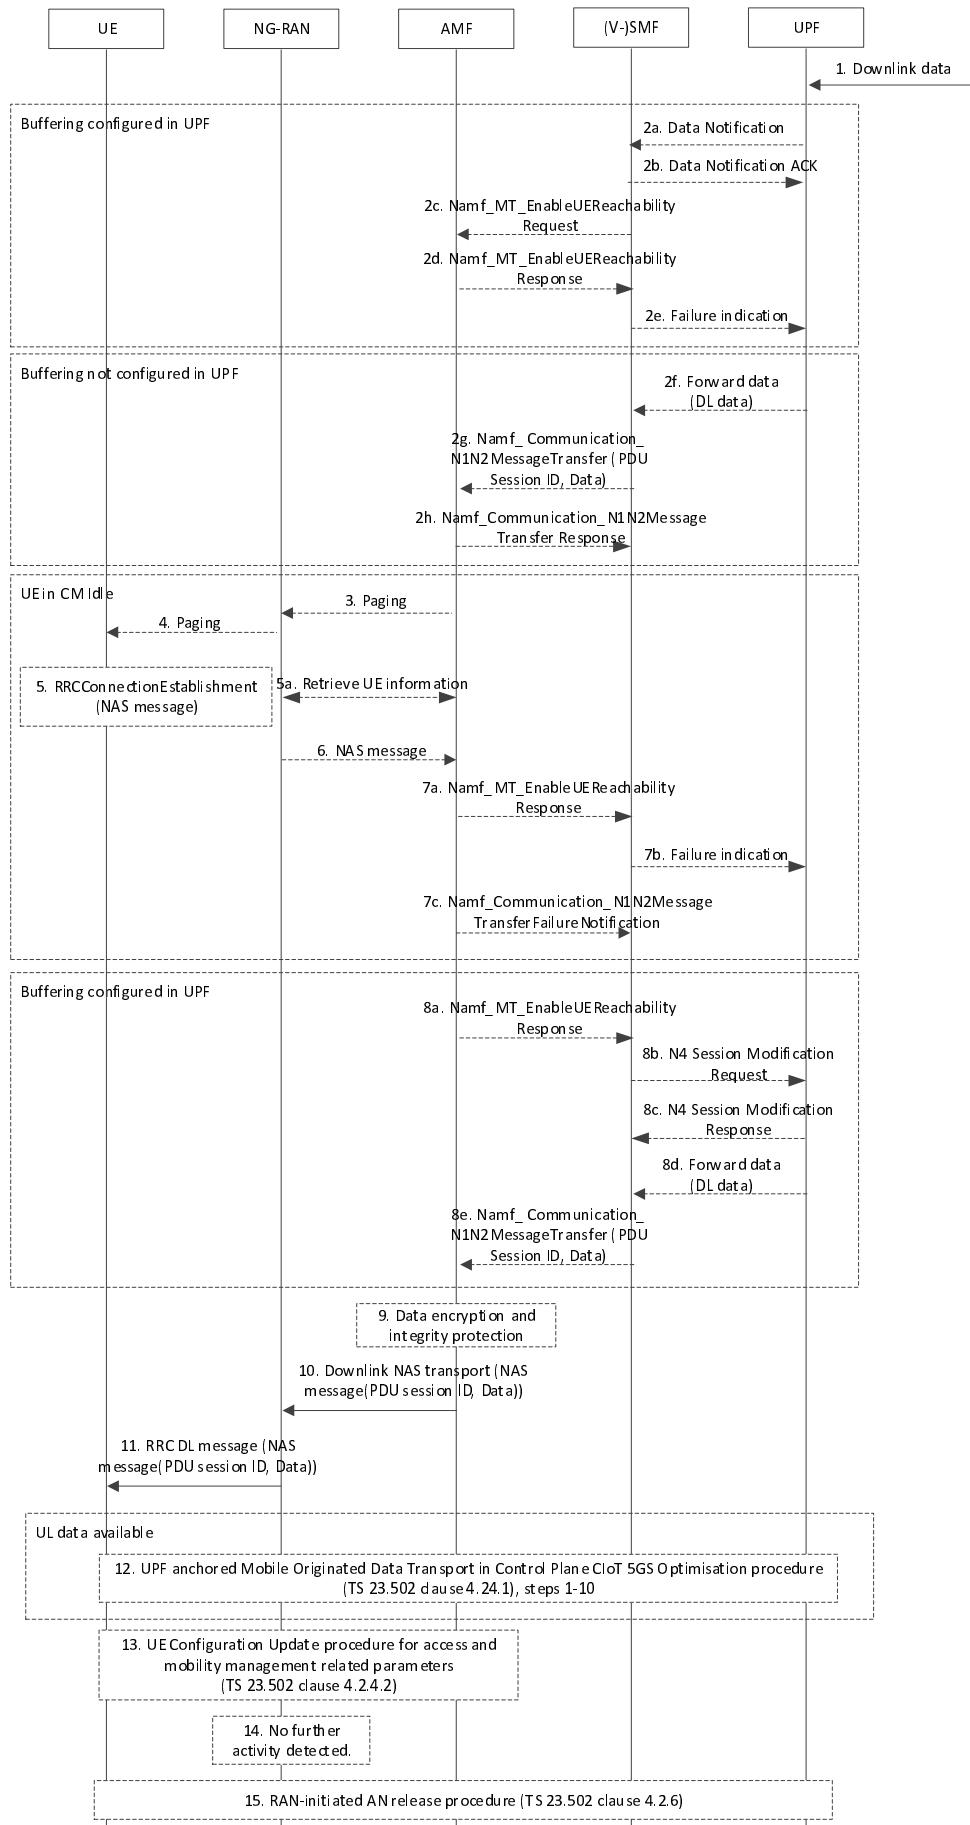 UE
NG-RAN
AMF
(V-)SMF
UPF
1. Downlink data
Buffering configured in UPF
2a. Data Notification
2b. Data Notification ACK
2c. Namf_MT_EnableUEReachability
Request
2d. Namf_MT_EnableUEReachability
Response
2e. Failure indication
Buffering not configured in UPF
2f. Forward data
(DL data)
2g. Namf_Communication_
N1N2MessageTransfer (PDU
Session ID, Data)
2h. Namf_Communication_N1N2Message
Transfer Response
UE in CM Idle
3. Paging
4. Paging
5. RRCConnectionEstablishment
(NAS message)
5a. Retrieve UE information
6. NAS message
7a. Namf_MT_EnableUEReachability
Response
7b. Failure indication
7c. Namf_Communication_N1N2Message
TransferFailureNotification
Buffering configured in UPF
8a. Namf_MT_EnableUEReachability
Response
8b. N4 Session Modification
Request
8c. N4 Session Modification
Response
8d. Forward data
(DL data)
8e. Namf_Communication_
N1N2MessageTransfer (PDU
Session ID, Data)
9. Data encryption and
integrity protection
10. Downlink NAS transport (NAS
message(PDU session ID, Data))
11. RRC DL message (NAS
message(PDU session ID, Data))
UL data available
12. UPF anchored Mobile Originated Data Transport in Control Plane CIoT 5GS Optimisation procedure
(TS 23.502 clause 4.24.1), steps 1-10
13. UE Configuration Update procedure for access and
mobility management related parameters
(TS 23.502 clause 4.2.4.2)
14. No further
activity detected.
15. RAN-initiated AN release procedure (TS 23.502 clause 4.2.6)